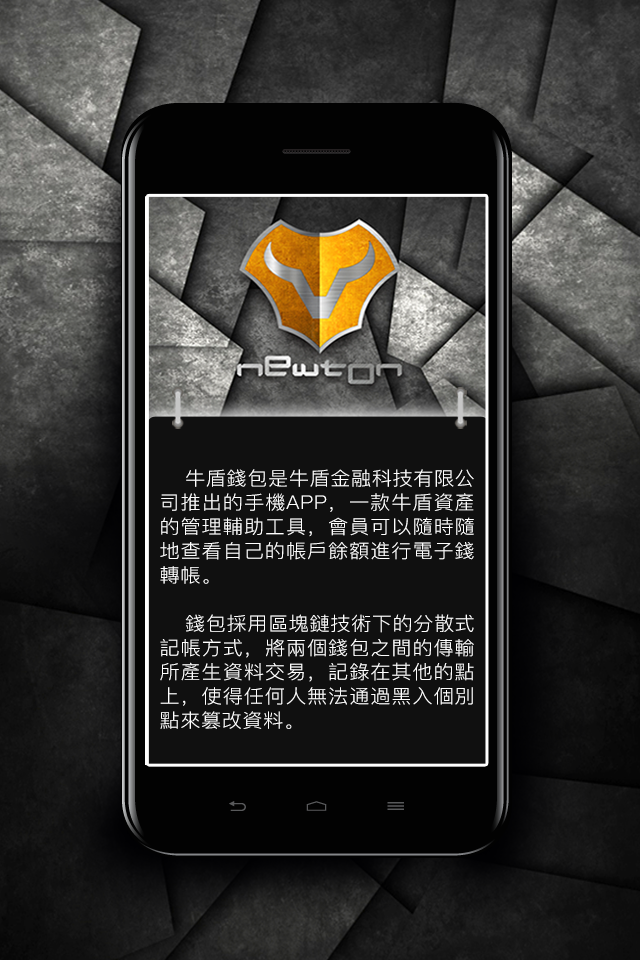 newton
牛盾錢包是牛盾金融科技有限公
司推出的手機APP，一款牛盾資產
的管理輔助工具，會員可以隨時隨
地查看自己的帳戶餘額進行電子錢
轉帳。
錢包採用區塊鏈技術下的分散式
記帳方式，將兩個錢包之間的傳輸
所產生資料交易，記錄在其他的點
上，使得任何人無法通過黑入個別
點來篡改資料。